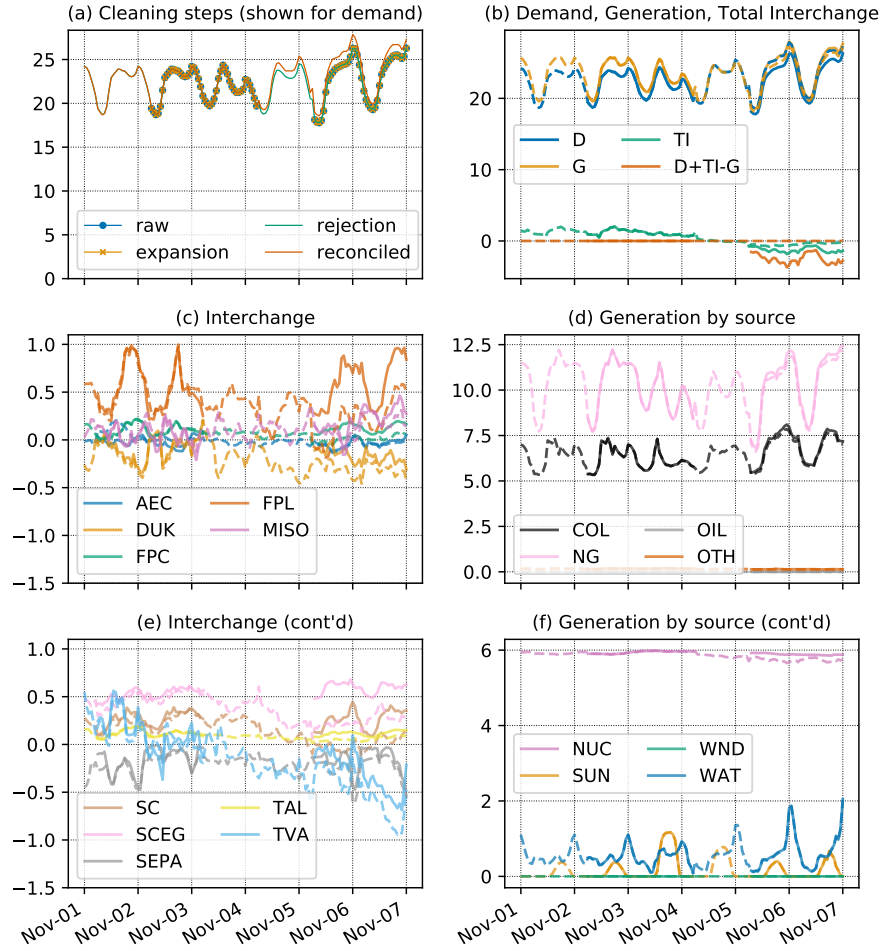 (a) Cleaning steps (shown for demand)
25
20
15
10
5
0
raw
expansion
rejection
reconciled
(b) Demand, Generation, Total Interchange
20
10
0
D
G
TI
D+TI-G
(c) Interchange
1.0
0.5
0.0
−0.5
−1.0
−1.5
AEC
DUK
FPC
FPL
MISO
(d) Generation by source
12.5
10.0
7.5
5.0
2.5
0.0
COL
NG
OIL
OTH
(e) Interchange (cont'd)
1.0
0.5
0.0
−0.5
−1.0
−1.5
SC
SCEG
SEPA
TAL
TVA
Nov-01
Nov-02
Nov-03
Nov-04
Nov-05
Nov-06
Nov-07
(f) Generation by source (cont'd)
6
4
2
0
NUC
SUN
WND
WAT
Nov-01
Nov-02
Nov-03
Nov-04
Nov-05
Nov-06
Nov-07